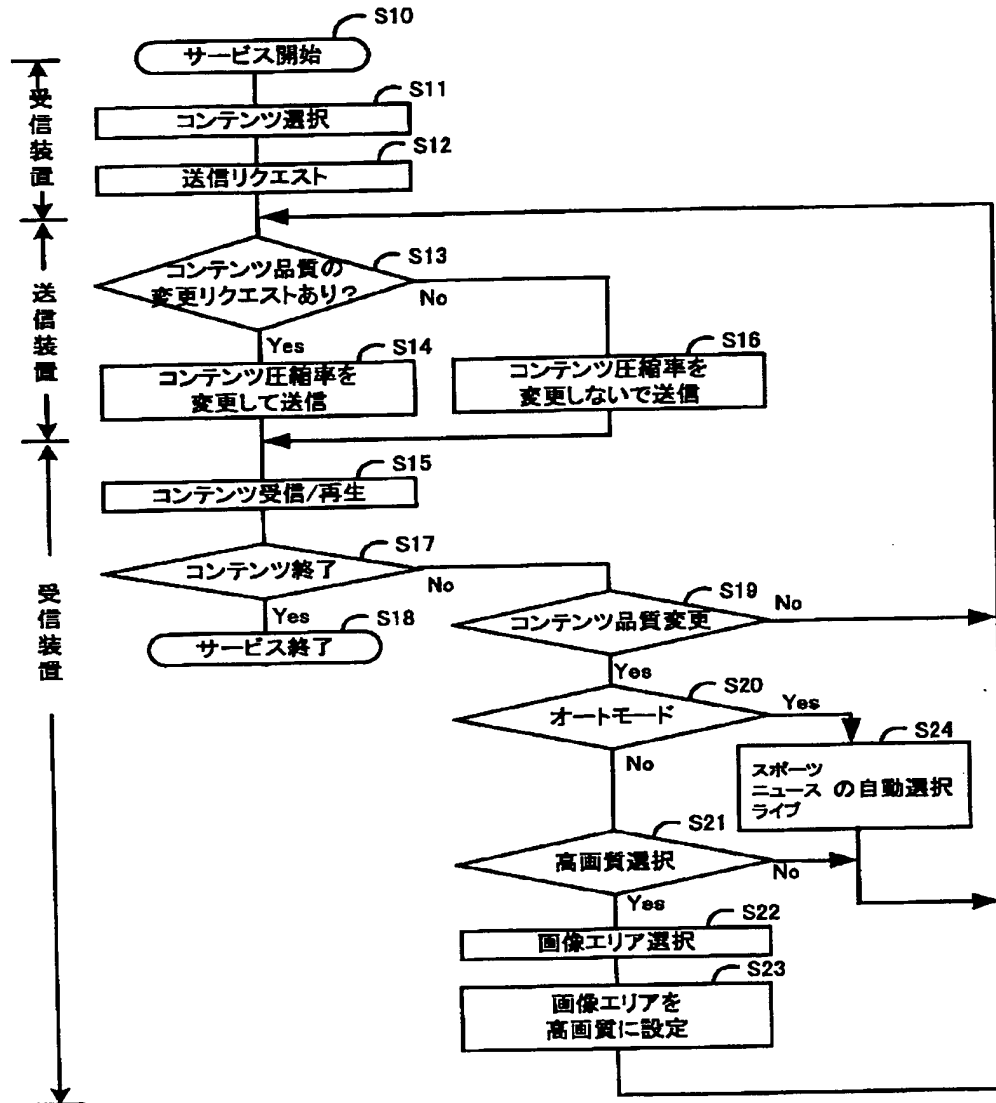 S10
サービス開始
S11
コンテンツ選択
S12
送信リクエスト
受信装置
S13
コンテンツ品質の
変更リクエストあり?
No
Yes
送信装置
S14
コンテンツ圧縮率を
変更して送信
S16
コンテンツ圧縮率を
変更しないで送信
S15
コンテンツ受信/再生
S17
コンテンツ終了
No
Yes
S18
サービス終了
受信装置
S19
コンテンツ品質変更
No
Yes
S20
オートモード
Yes
No
S24
スポーツ
ニュース の自動選択
ライブ
S21
高画質選択
No
Yes
S22
画像エリア選択
S23
画像エリアを
高画質に設定